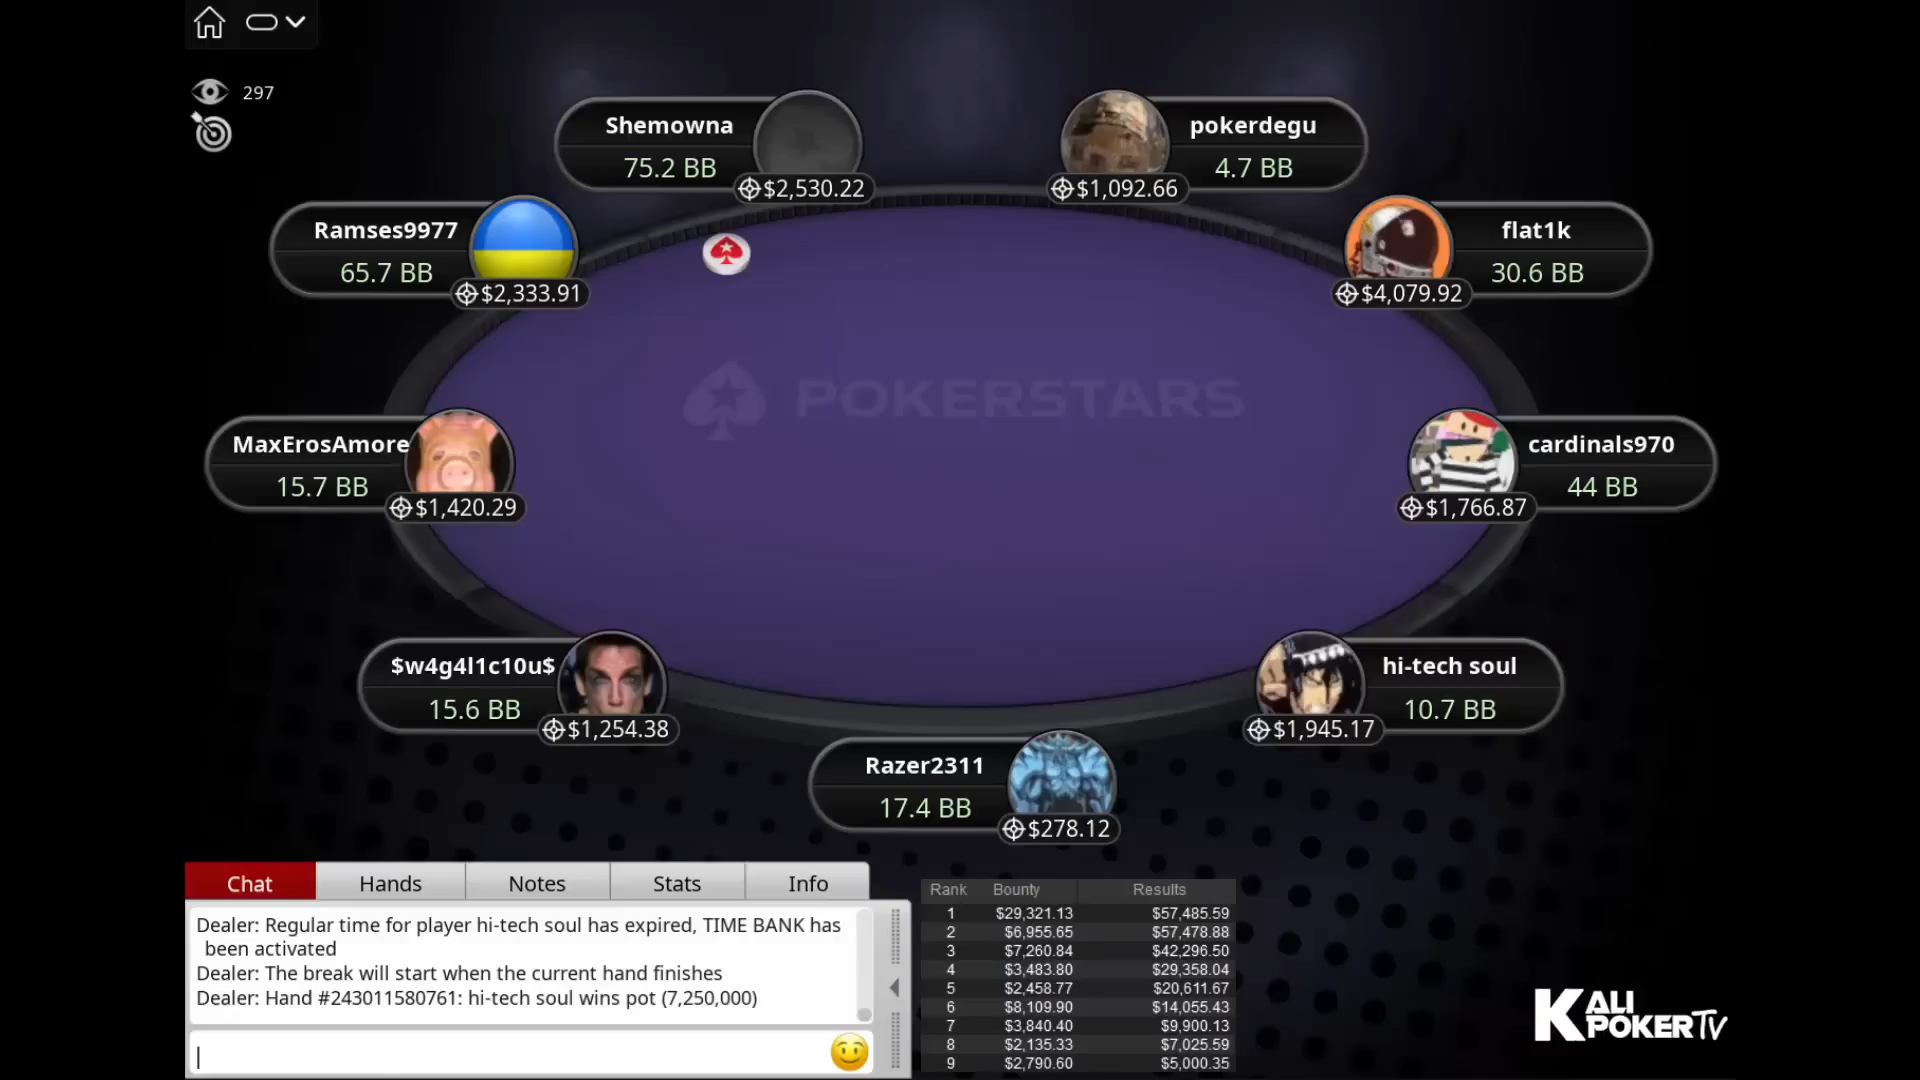 297
Shemowna
75.2 BB
$2,530.22
pokerdegu
4.7 BB
$1,092.66
Ramses9977
65.7 BB
$2,333.91
flat1k
30.6 BB
$4,079.92
POKERSTARS
MaxErosAmore
15.7 BB
$1,420.29
cardinals970
44 BB
$1,766.87
$w4g4l1c10u$
15.6 BB
$1,254.38
hi-tech soul
10.7 BB
$1,945.17
Razer2311
17.4 BB
$278.12
Chat Hands Notes Stats Info
Dealer: Regular time for player hi-tech soul has expired, TIME BANK has
been activated
Dealer: The break will start when the current hand finishes
Dealer: Hand #243011580761: hi-tech soul wins pot (7,250,000)
Rank Bounty Results
1 $29,321.13 $57,485.59
2 $6,955.65 $57,478.88
3 $7,260.84 $42,296.50
4 $3,483.80 $29,358.04
5 $2,458.77 $20,611.67
6 $8,109.90 $14,055.43
7 $3,840.40 $9,900.13
8 $2,135.33 $7,025.59
9 $2,790.60 $5,000.35
KALI
POKERTV